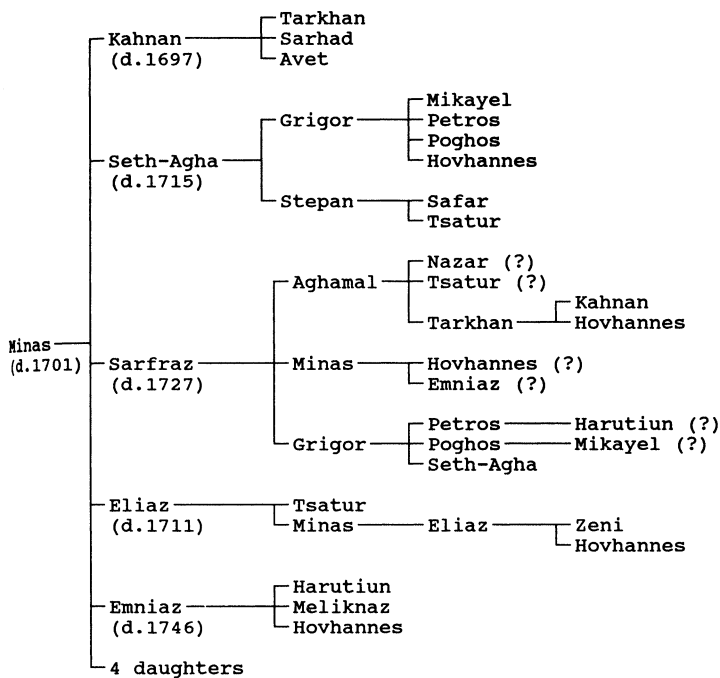 Tarkhan
Kahnan Sarhad
(d.1697) Avet
Mikayel
Grigor Petros
Poghos
Seth-Agha Hovhannes
(d.1715)
Stepan Safar
Tsatur
Nazar (?)
Aghamal Tsatur (?)
Kahnan
Tarkhan Hovhannes
Minas
(d.1701)
Sarfraz Minas Hovhannes (?)
(d.1727) Emniaz (?)
Petros Harutiun (?)
Grigor Poghos Mikayel (?)
Seth-Agha
Eliaz Tsatur
(d.1711) Minas Eliaz Zeni
Hovhannes
Harutiun
Emniaz Meliknaz
(d.1746) Hovhannes
4 daughters